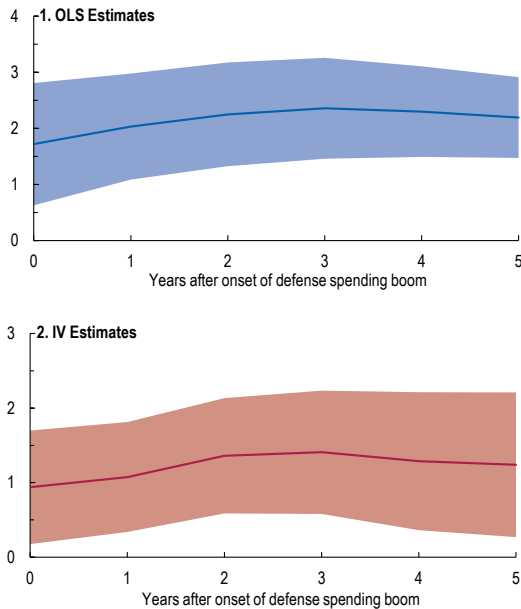 1. OLS Estimates
4
3
2
1
0
0 1 2 3 4 5
Years after onset of defense spending boom
2. IV Estimates
3
2
1
0
0 1 2 3 4 5
Years after onset of defense spending boom